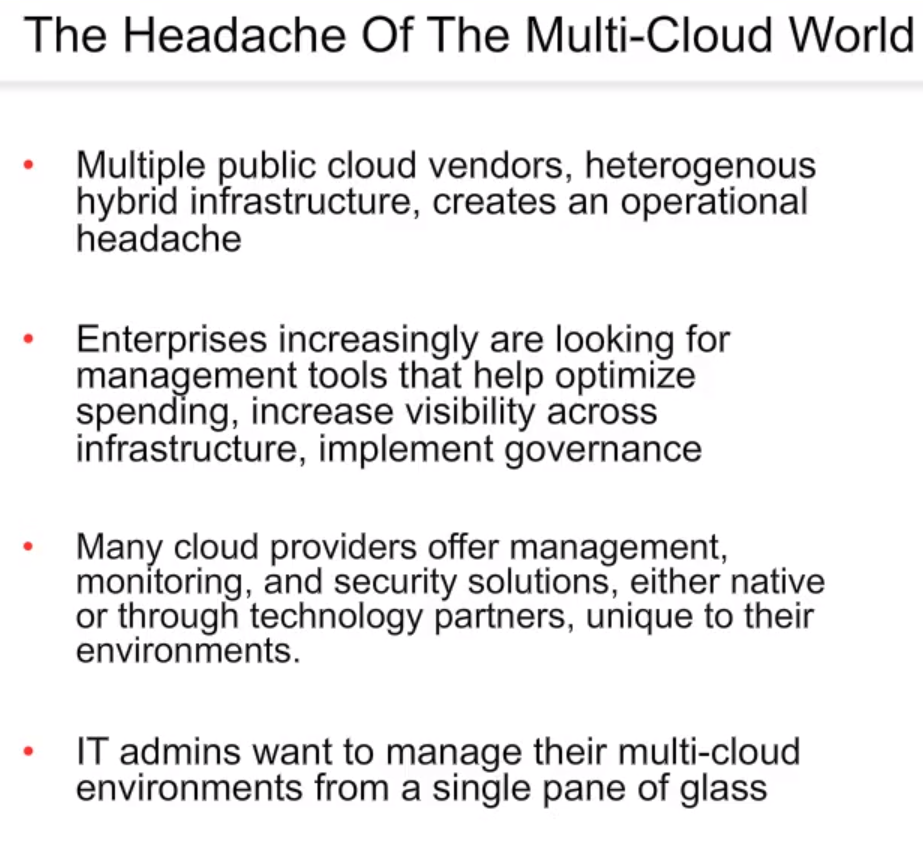 The Headache Of The Multi-Cloud World
• Multiple public cloud vendors, heterogenous
hybrid infrastructure, creates an operational
headache
• Enterprises increasingly are looking for
management tools that help optimize
spending, increase visibility across
infrastructure, implement governance
• Many cloud providers offer management,
monitoring, and security solutions, either native
or through technology partners, unique to their
environments.
• IT admins want to manage their multi-cloud
environments from a single pane of glass